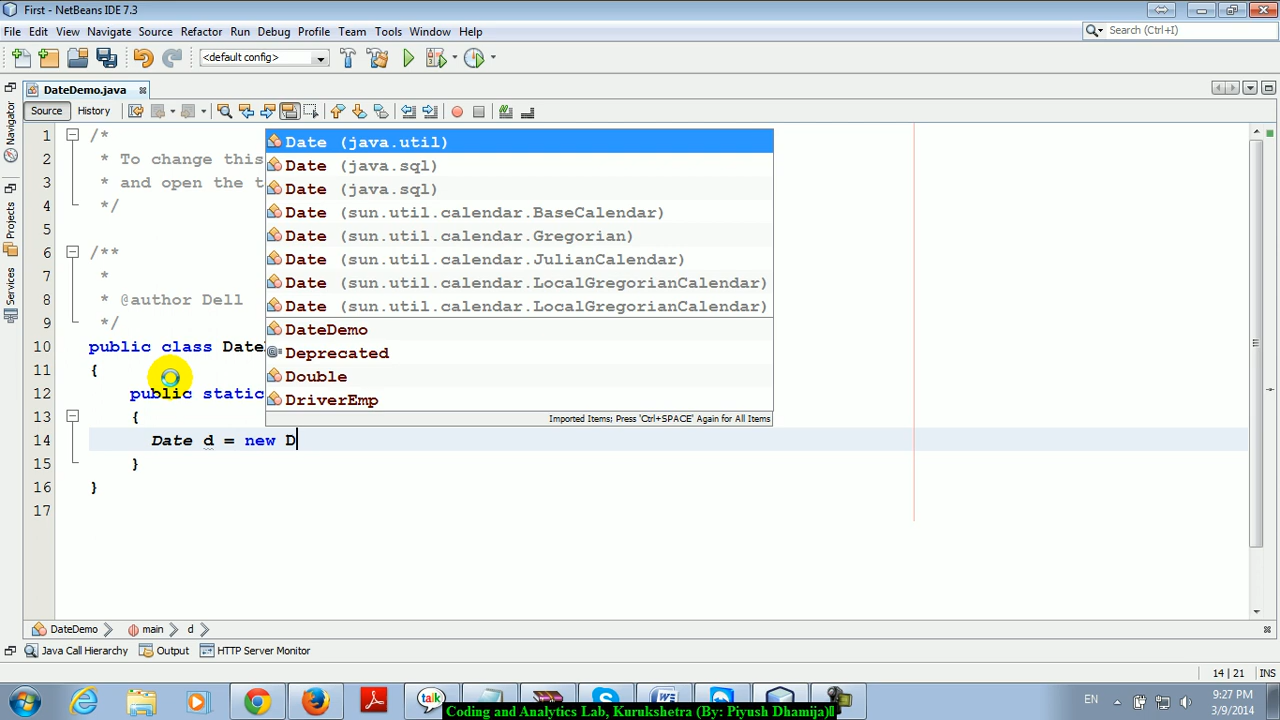 First - NetBeans IDE 7.3
File Edit View Navigate Source Refactor Run Debug Profile Team Tools Window Help
Search (Ctrl+I)
<default config>
DateDemo.java
Source History
Navigator
Projects
Services
1 /*
2 * To change this
3 * and open the t
4 */
5
6 /**
7 *
8 * @author Dell
9 */
10 public class Date
11 {
12 public static
13 {
14 Date d = new D
15 }
16 }
17
Date (java.util)
Date (java.sql)
Date (java.sql)
Date (sun.util.calendar.BaseCalendar)
Date (sun.util.calendar.Gregorian)
Date (sun.util.calendar.JulianCalendar)
Date (sun.util.calendar.LocalGregorianCalendar)
Date (sun.util.calendar.LocalGregorianCalendar)
DateDemo
Deprecated
Double
DriverEmp
Imported Items; Press 'Ctrl+SPACE' Again for All Items
DateDemo main d
Java Call Hierarchy Output HTTP Server Monitor
14 | 21 INS
talk
EN
9:27 PM
3/9/2014
Coding and Analytics Lab, Kurukshetra (By: Piyush Dhamija)